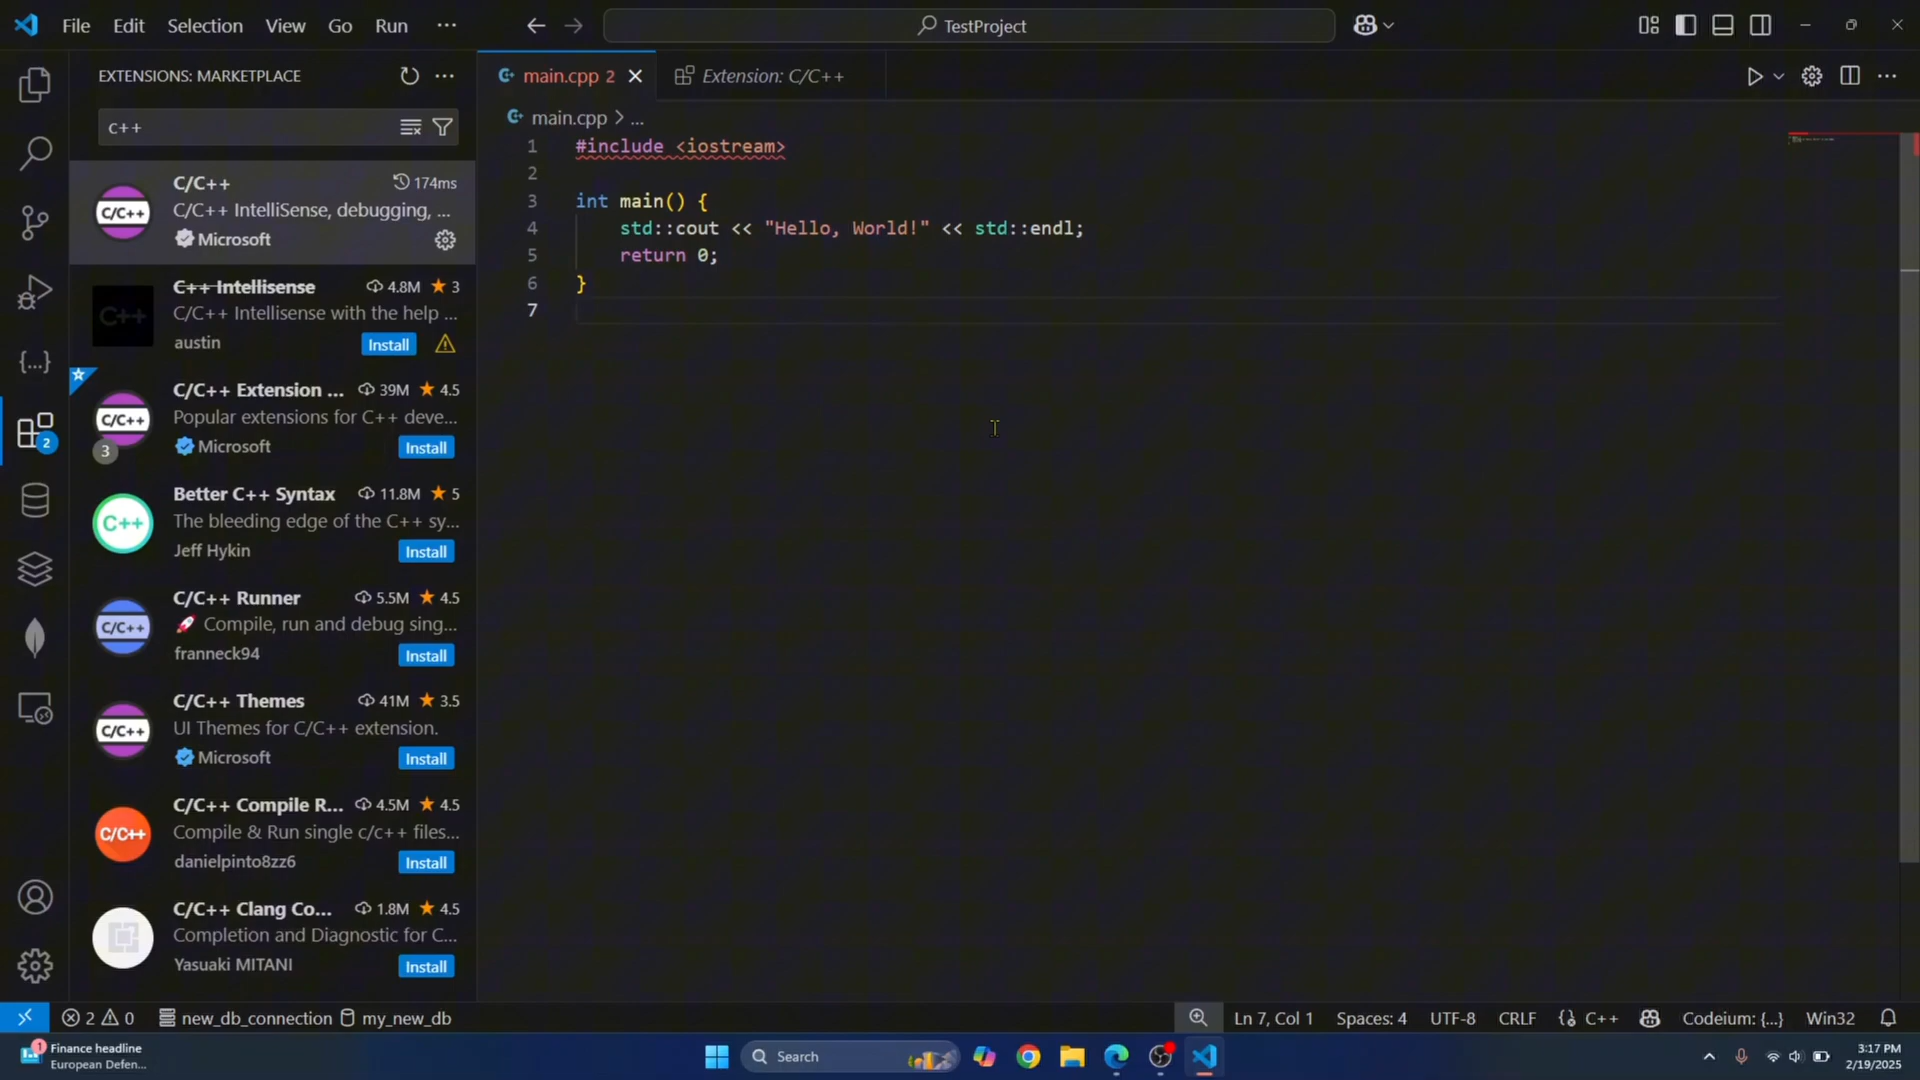 File Edit Selection View Go Run ···
TestProject
EXTENSIONS: MARKETPLACE
c++
C/C++ 174ms
C/C++ IntelliSense, debugging, ...
Microsoft
C/C++
C++ Intellisense 4.8M 3
C/C++ Intellisense with the help ...
austin Install
C++
C/C++ Extension ... 39M 4.5
Popular extensions for C++ deve...
Microsoft Install
C/C++
3
2
Better C++ Syntax 11.8M 5
The bleeding edge of the C++ sy...
Jeff Hykin Install
C++
C/C++ Runner 5.5M 4.5
Compile, run and debug sing...
franneck94 Install
C/C++
C/C++ Themes 41M 3.5
UI Themes for C/C++ extension.
Microsoft Install
C/C++
C/C++ Compile R... 4.5M 4.5
Compile & Run single c/c++ files...
danielpinto8zz6 Install
C/C++
C/C++ Clang Co... 1.8M 4.5
Completion and Diagnostic for C...
Yasuaki MITANI Install
main.cpp 2 Extension: C/C++
main.cpp > ...
1 #include <iostream>
2
3 int main() {
4 std::cout << "Hello, World!" << std::endl;
5 return 0;
6 }
7
2 0 new_db_connection my_new_db
Ln 7, Col 1 Spaces: 4 UTF-8 CRLF {} C++ Codeium: {...} Win32
1
Finance headline
European Defen...
Search
3:17 PM
2/19/2025